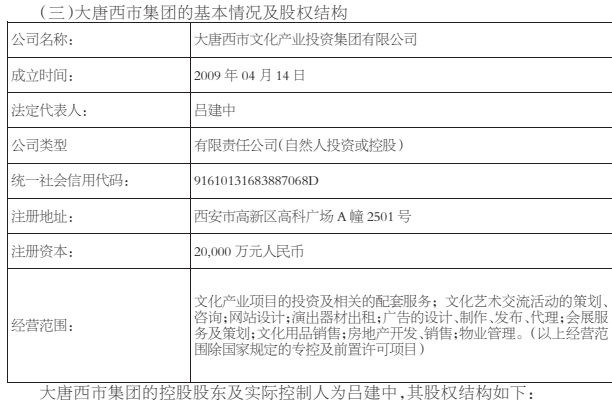 (三)大唐西市集团的基本情况及股权结构
公司名称: 大唐西市文化产业投资集团有限公司
成立时间: 2009 年 04 月 14 日
法定代表人: 吕建中
公司类型 有限责任公司(自然人投资或控股)
统一社会信用代码: 91610131683887068D
注册地址: 西安市高新区高科广场 A 幢 2501 号
注册资本: 20,000 万元人民币
经营范围:
文化产业项目的投资及相关的配套服务; 文化艺术交流活动的策划、
咨询;网站设计;演出器材出租;广告的设计、制作、发布、代理;会展服
务及策划;文化用品销售;房地产开发、销售;物业管理。(以上经营范
围除国家规定的专控及前置许可项目)
大唐西市集团的控股股东及实际控制人为吕建中,其股权结构如下: